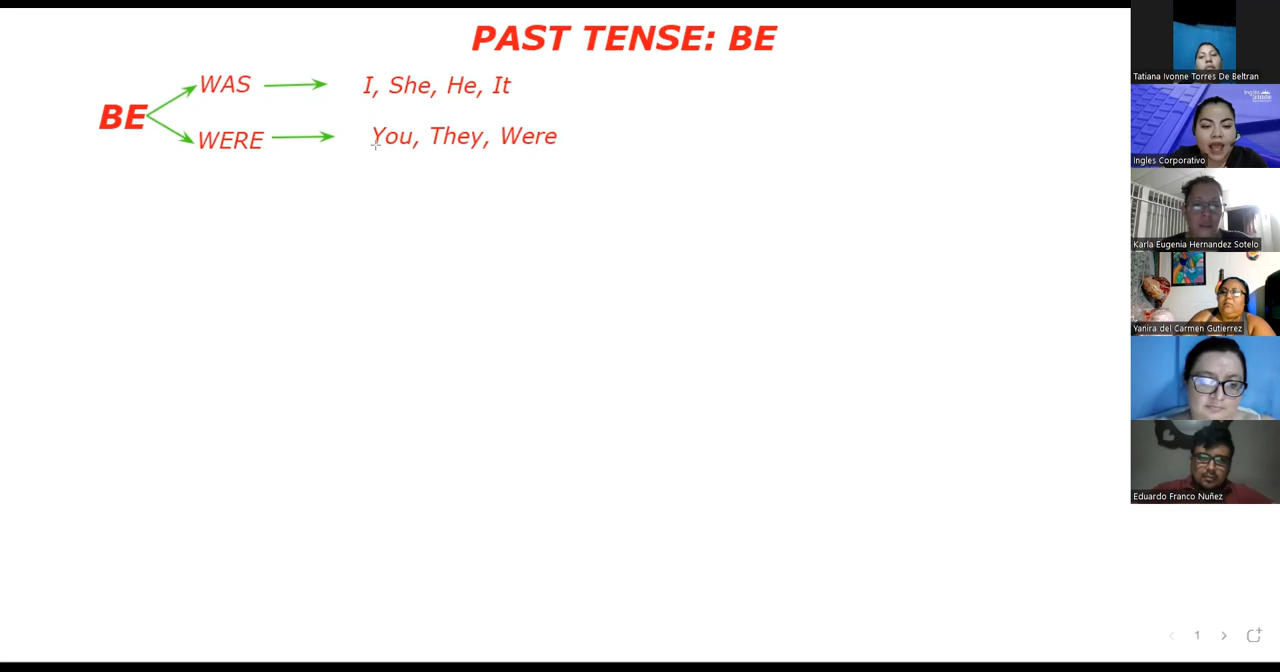 PAST TENSE: BE
BE
WAS
I, She, He, It
WERE
You, They, Were
Tatiana Ivonne Torres De Beltran
Ingles Corporativo
Karla Eugenia Hernandez Sotelo
Yanira del Carmen Gutierrez
Eduardo Franco Nuñez
1